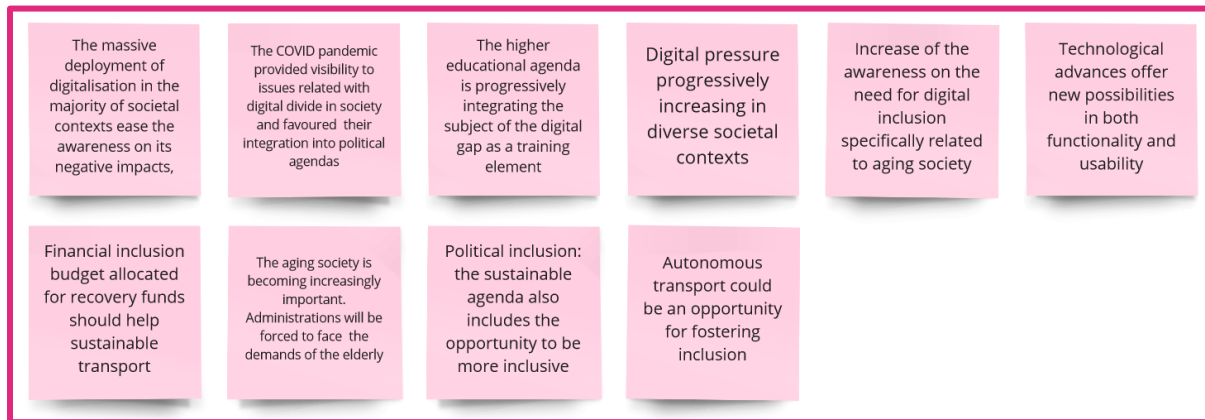 The massive
deployment of
digitalisation in the
majority of societal
contexts ease the
awareness on its
negative impacts,
The COVID pandemic
provided visibility to
issues related with
digital divide in society
and favoured their
integration into political
agendas
The higher
educational agenda
is progressively
integrating the
subject of the digital
gap as a training
element
Digital pressure
progressively
increasing in
diverse societal
contexts
Increase of the
awareness on the
need for digital
inclusion
specifically related
to aging society
Technological
advances offer
new possibilities
in both
functionality and
usability
Financial inclusion
budget allocated
for recovery funds
should help
sustainable
transport
The aging society is
becoming increasingly
important.
Administrations will be
forced to face the
demands of the elderly
Political inclusion:
the sustainable
agenda also
includes the
opportunity to be
more inclusive
Autonomous
transport could
be an opportunity
for fostering
inclusion